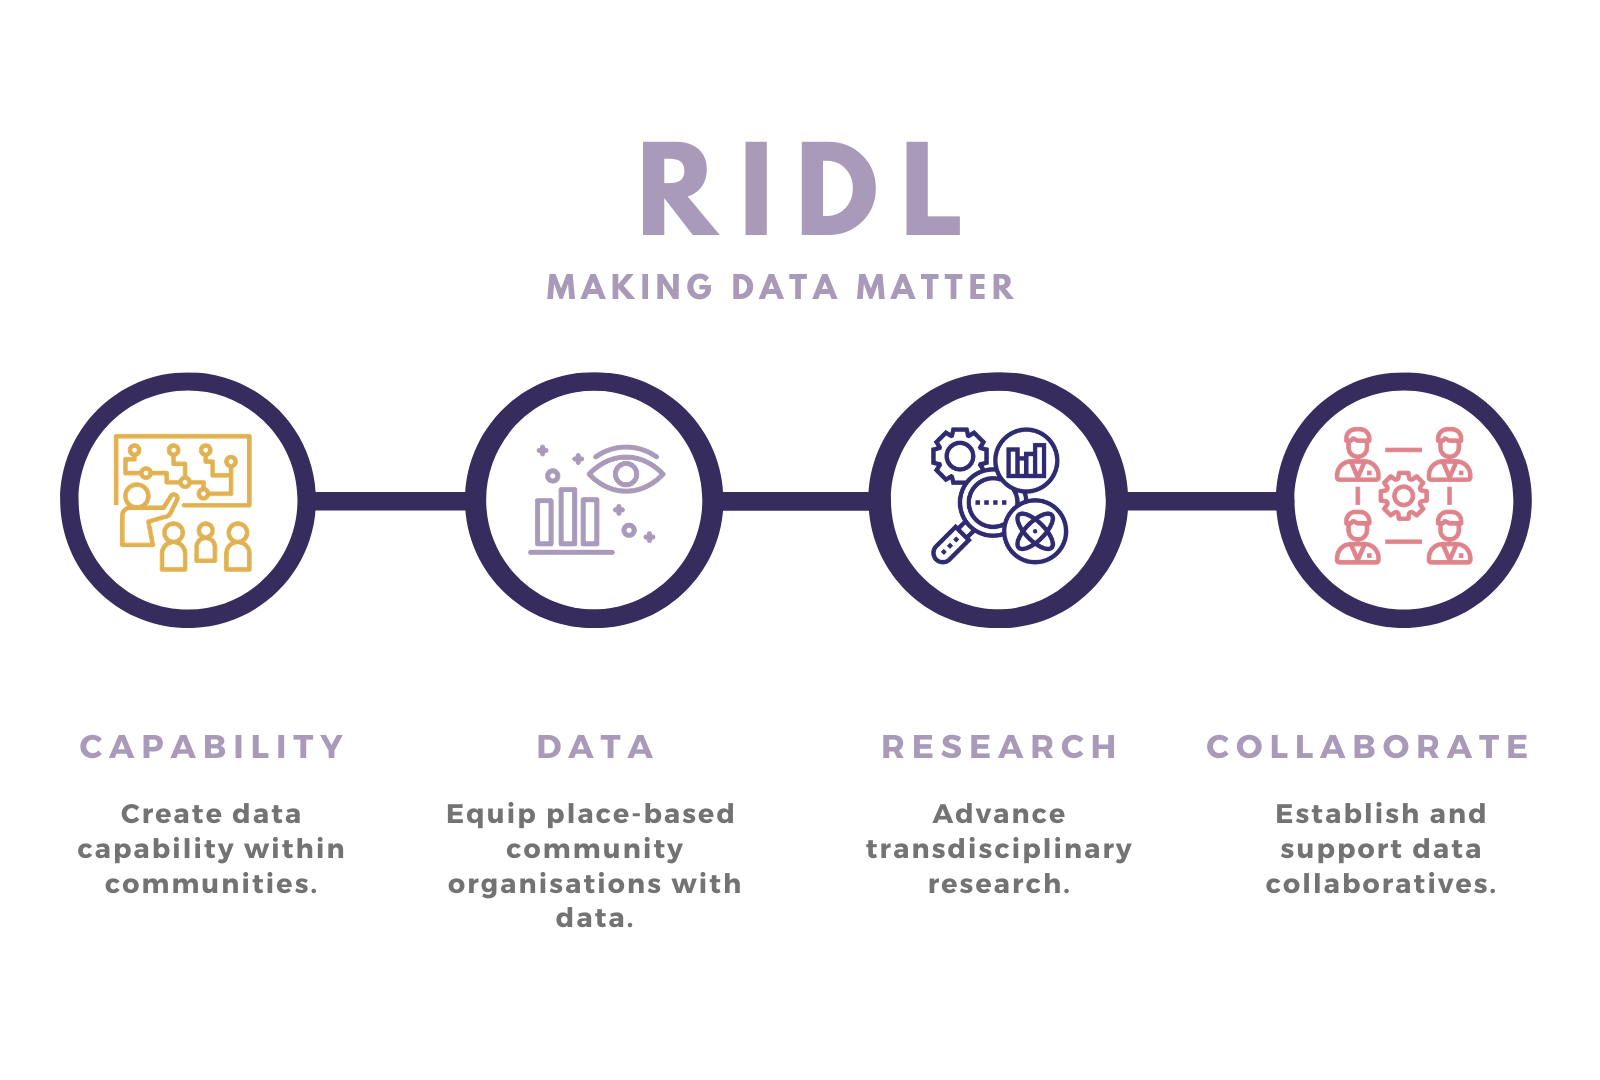 RIDL
MAKING DATA MATTER
CAPABILITY
Create data
capability within
communities.
DATA
Equip place-based
community
organisations with
data.
RESEARCH
Advance
transdisciplinary
research.
COLLABORATE
Establish and
support data
collaboratives.